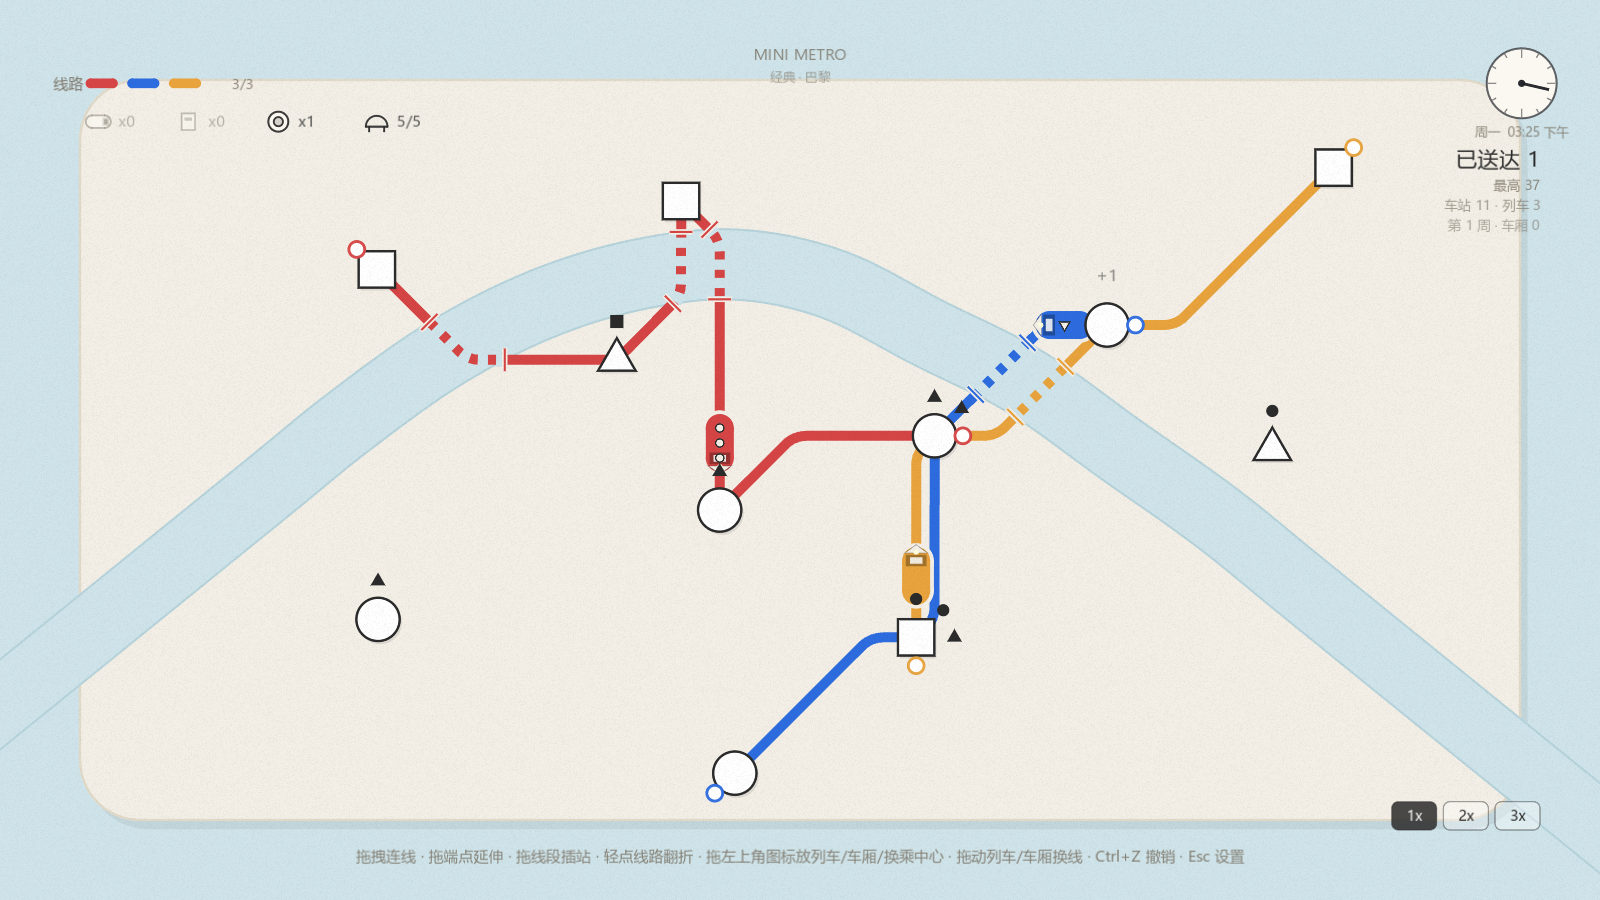 MINI METRO
经典 · 巴黎
线路 3/3
x0 x0 x1 5/5
周一 03:25 下午
已送达 1
最高 37
车站 11 · 列车 3
第 1 周 · 车厢 0
+1
1x 2x 3x
拖拽连线 · 拖端点延伸 · 拖线段插站 · 轻点线路翻折 · 拖左上角图标放列车/车厢/换乘中心 · 拖动列车/车厢换线 · Ctrl+Z 撤销 · Esc 设置